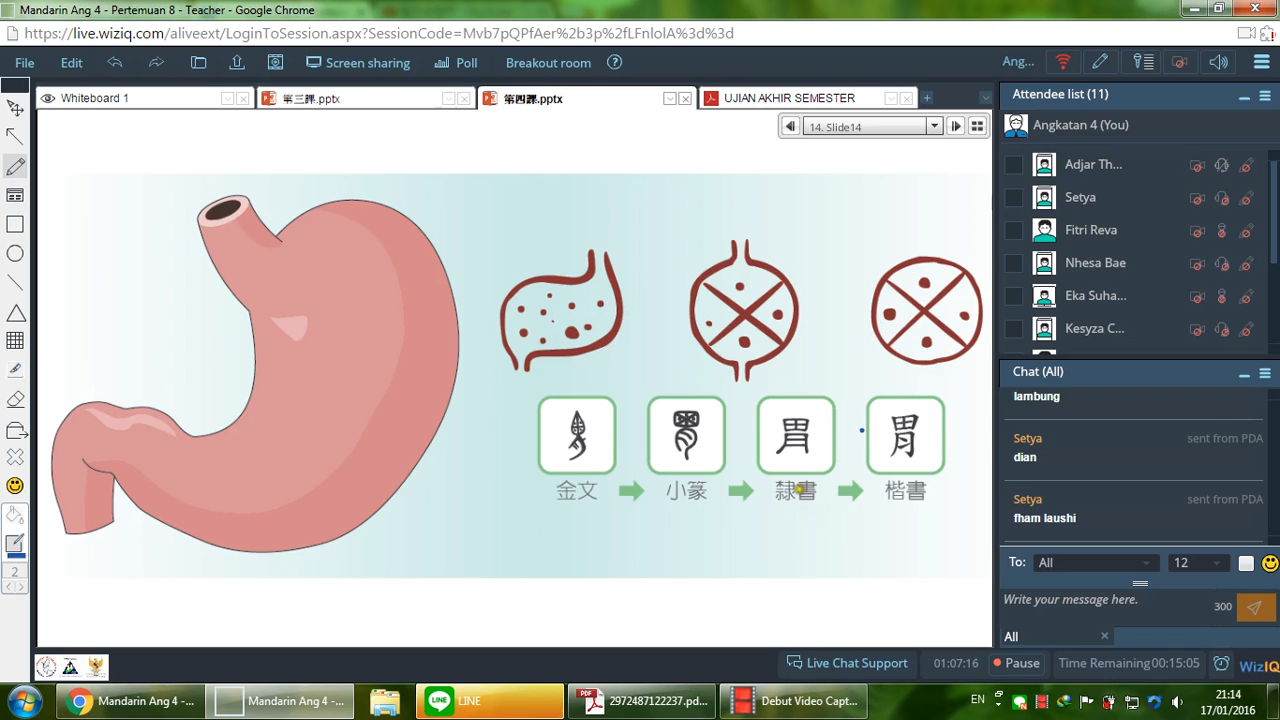 Mandarin Ang 4 - Pertemuan 8 - Teacher - Google Chrome
https://live.wiziq.com/aliveext/LoginToSession.aspx?SessionCode=Mvb7pQPfAer%2b3p%2fLFnlolA%3d%3d
File Edit Screen sharing Poll Breakout room Ang...
Whiteboard 1 第三課.pptx 第四課.pptx UJIAN AKHIR SEMESTER
14. Slide14
Attendee list (11)
Angkatan 4 (You)
Adjar Th...
Setya
Fitri Reva
Nhesa Bae
Eka Suha...
Kesyza C...
胃 胃
金文 小篆 隸書 楷書
Chat (All)
lambung
Setya sent from PDA
dian
Setya sent from PDA
fham laushi
To: All 12
Write your message here. 300
All
2
Live Chat Support 01:07:16 Pause Time Remaining 00:15:05 WizIQ
Mandarin Ang 4 -... Mandarin Ang 4 -... LINE LINE PDF 2972487122237.pd... Debut Video Capt... EN 21:14
17/01/2016